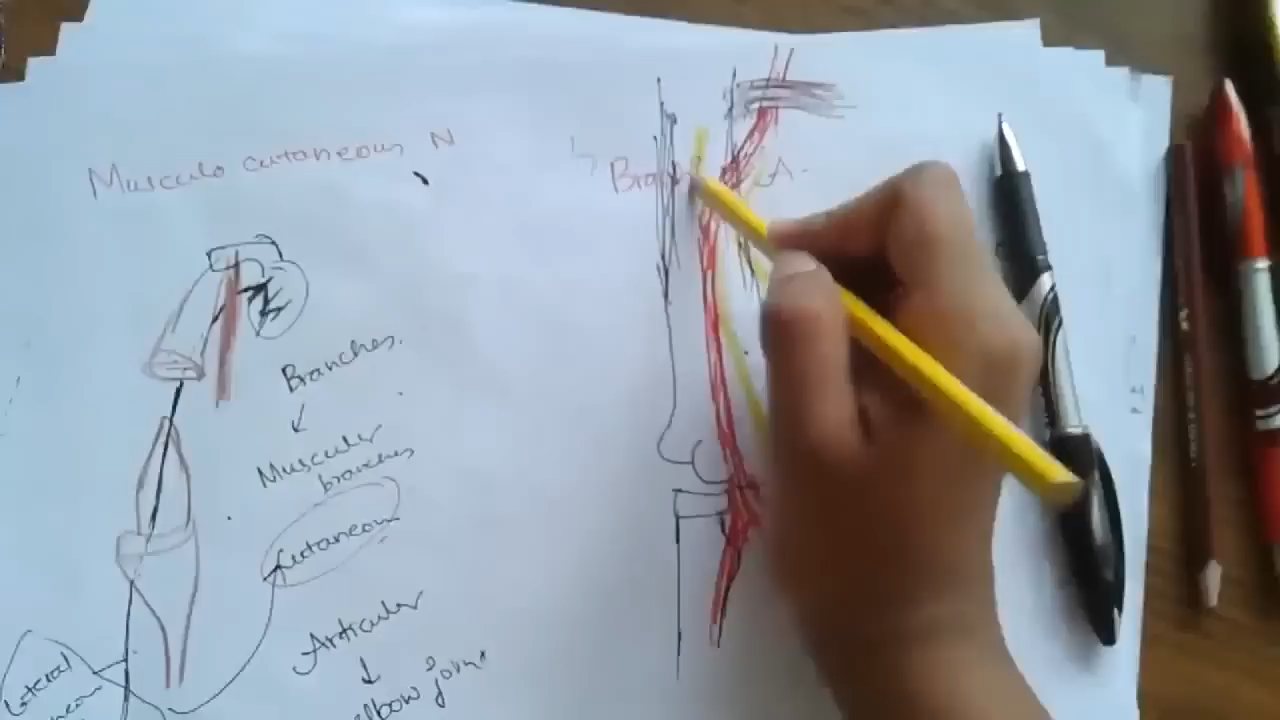 Musculo cutaneous N
A.
Branches.
Muscular
branches
Cutaneous
Articular
elbow joint
Lateral